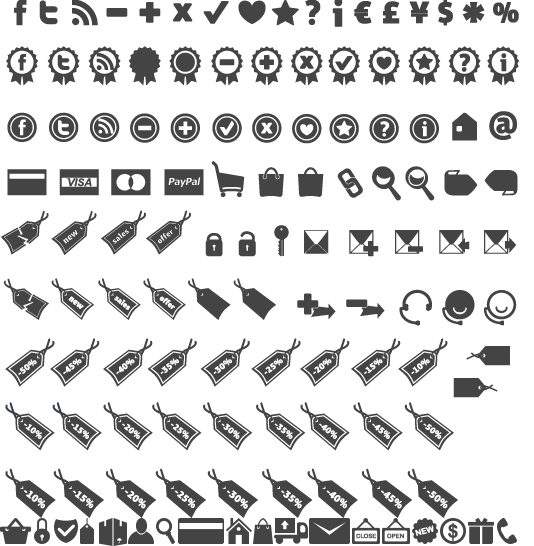 f t − + x ✓ ? i € £ ¥ $ * %
f t − + x ✓ ? i
f t − + ✓ x ? i @
VISA PayPal
new sales offer
new sales offer
-50% -45% -40% -35% -30% -25% -20% -15% -10%
-10% -15% -20% -25% -30% -35% -40% -45% -50%
-10% -15% -20% -25% -30% -35% -40% -45% -50%
CLOSE OPEN NEW $